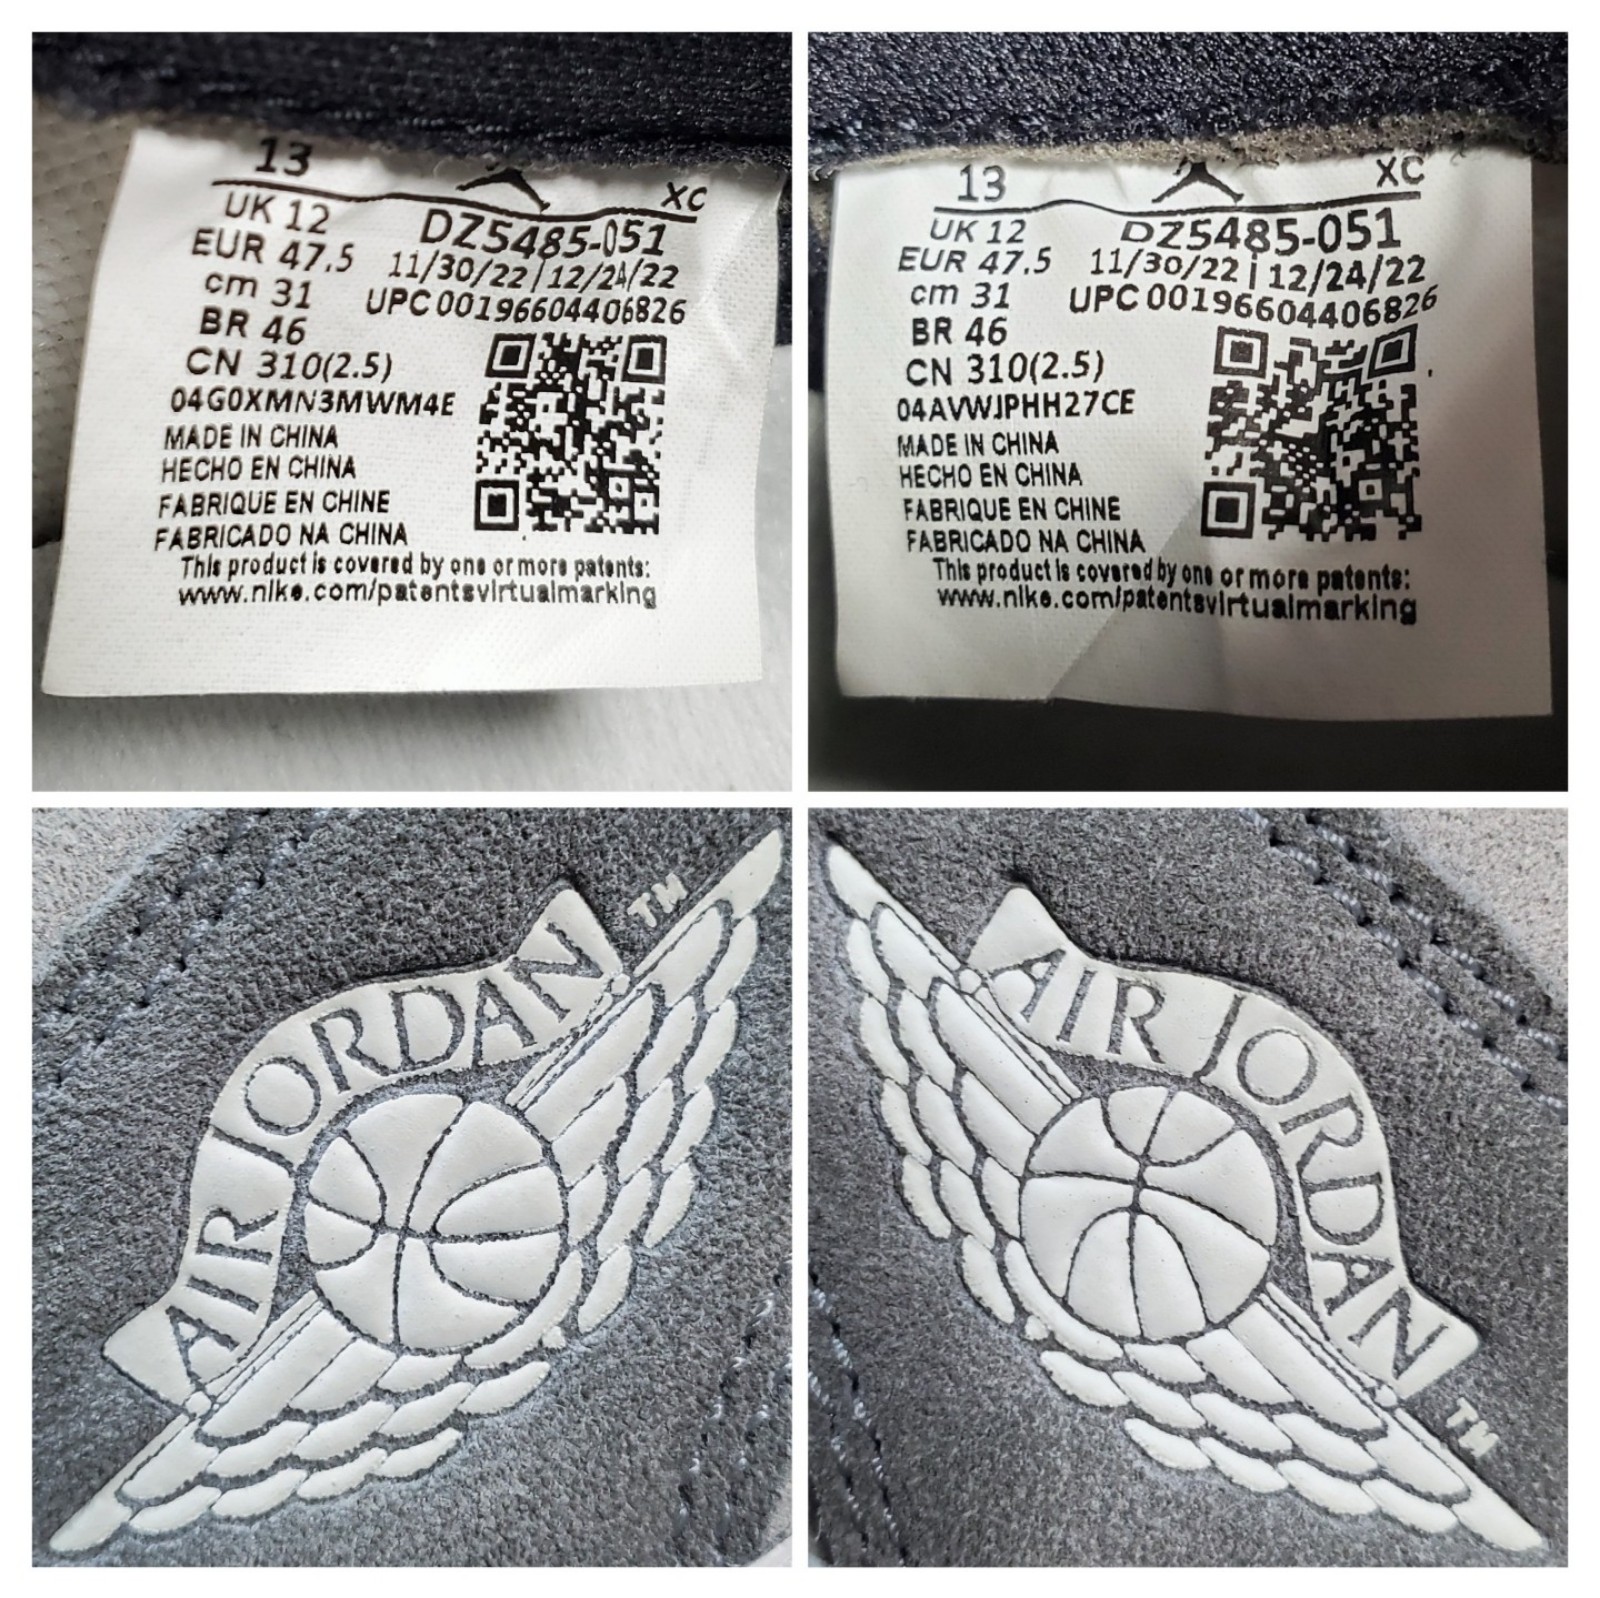 13
XC
UK 12
DZ5485-051
EUR 47.5
11/30/22 | 12/24/22
cm 31
UPC 00196604406826
BR 46
CN 310(2.5)
04G0XMN3MWM4E
MADE IN CHINA
HECHO EN CHINA
FABRIQUE EN CHINE
FABRICADO NA CHINA
This product is covered by one or more patents:
www.nike.com/patentsvirtualmarking
13
XC
UK 12
DZ5485-051
EUR 47.5
11/30/22 | 12/24/22
cm 31
UPC 00196604406826
BR 46
CN 310(2.5)
04AVWJPHH27CE
MADE IN CHINA
HECHO EN CHINA
FABRIQUE EN CHINE
FABRICADO NA CHINA
This product is covered by one or more patents:
www.nike.com/patentsvirtualmarking
AIR JORDAN
TM
AIR JORDAN
TM